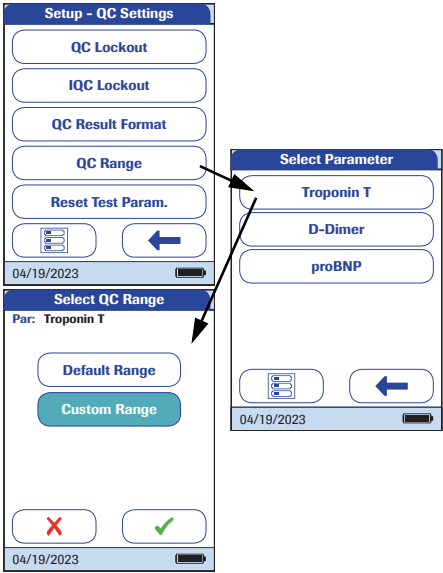 Setup - QC Settings
QC Lockout
IQC Lockout
QC Result Format
QC Range
Reset Test Param.
04/19/2023
Select Parameter
Troponin T
D-Dimer
proBNP
04/19/2023
Select QC Range
Par: Troponin T
Default Range
Custom Range
04/19/2023